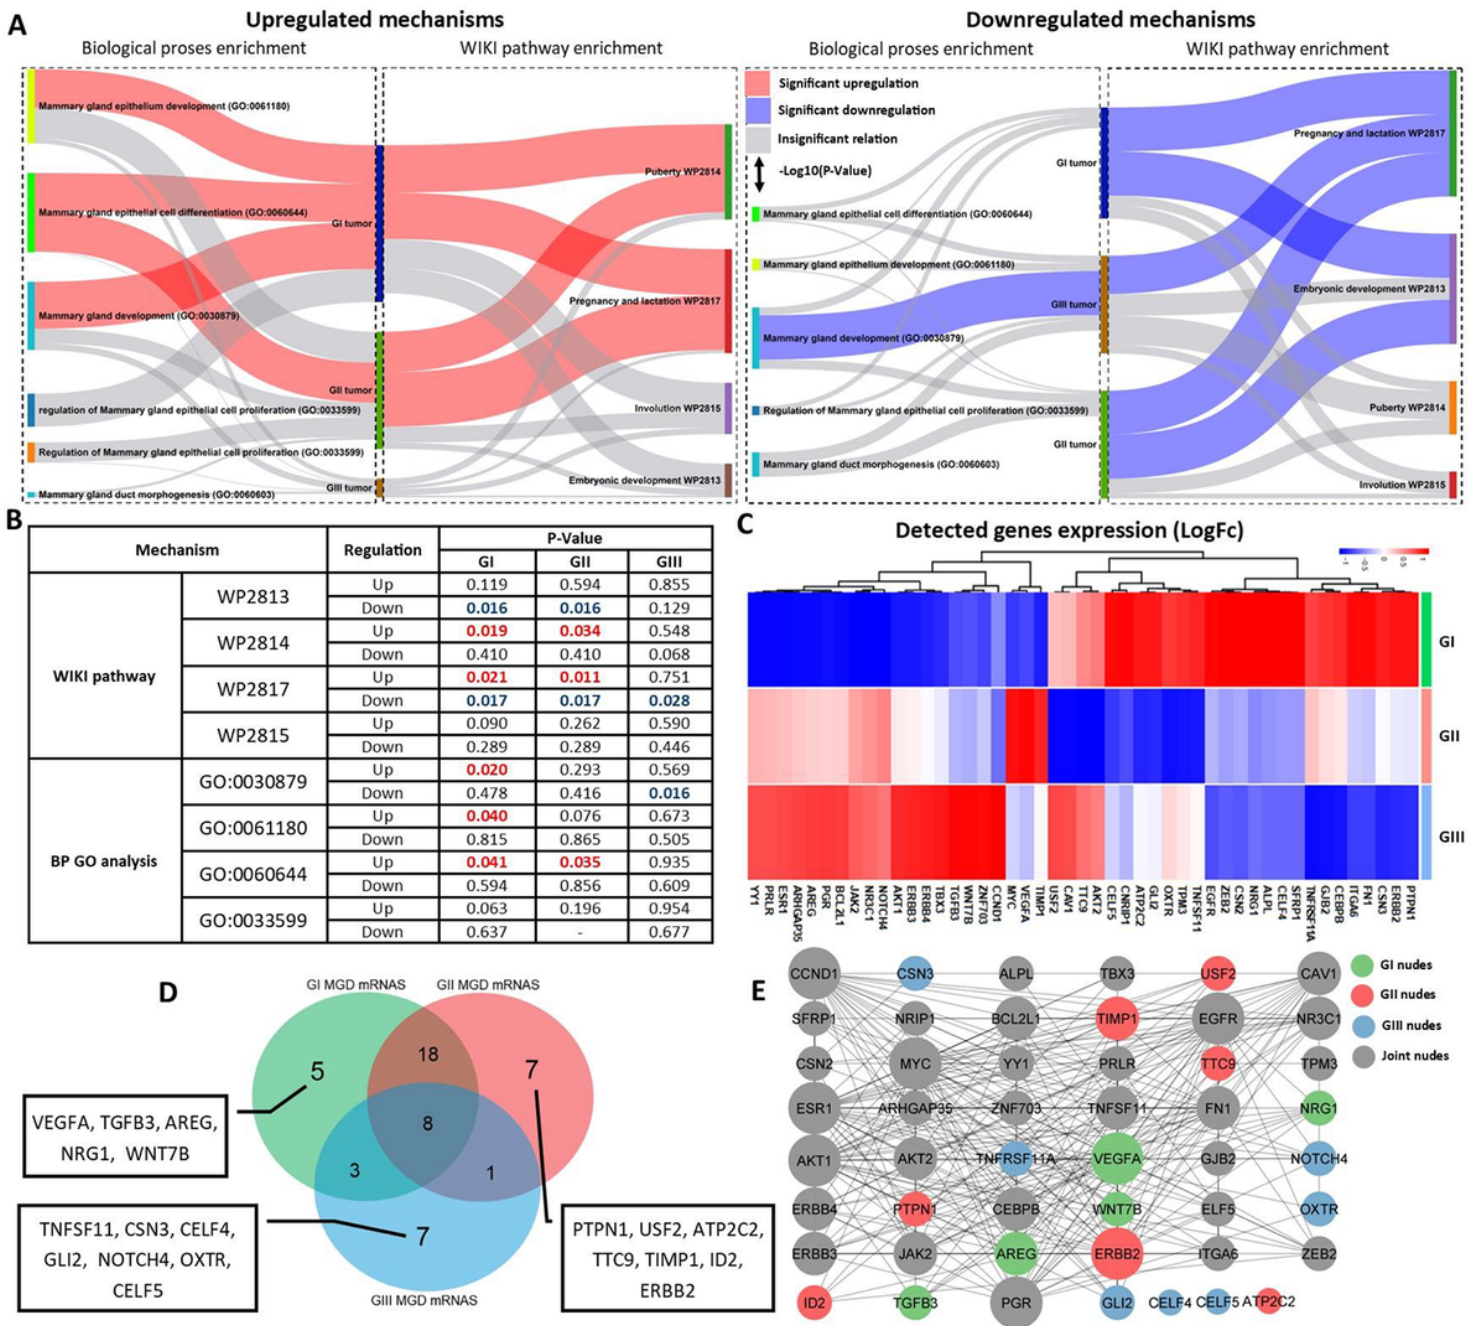 A
Upregulated mechanisms
Downregulated mechanisms
Biological proses enrichment
WIKI pathway enrichment
Biological proses enrichment
WIKI pathway enrichment
Mammary gland epithelium development (GO:0061180)
Mammary gland epithelial cell differentiation (GO:0060644)
Mammary gland development (GO:0030879)
regulation of Mammary gland epithelial cell proliferation (GO:0033599)
Regulation of Mammary gland epithelial cell proliferation (GO:0033599)
Mammary gland duct morphogenesis (GO:0060603)
GI tumor
GII tumor
GIII tumor
Puberty WP2814
Pregnancy and lactation WP2817
Involution WP2815
Embryonic development WP2813
Significant upregulation
Significant downregulation
Insignificant relation
-Log10(P-Value)
Mammary gland epithelial cell differentiation (GO:0060644)
Mammary gland epithelium development (GO:0061180)
Mammary gland development (GO:0030879)
Regulation of Mammary gland epithelial cell proliferation (GO:0033599)
Mammary gland duct morphogenesis (GO:0060603)
GI tumor
GIII tumor
GII tumor
Pregnancy and lactation WP2817
Embryonic development WP2813
Puberty WP2814
Involution WP2815
B
Mechanism Regulation P-Value
GI GII GIII
WIKI pathway
WP2813 Up 0.119 0.594 0.855
Down 0.016 0.016 0.129
WP2814 Up 0.019 0.034 0.548
Down 0.410 0.410 0.068
WP2817 Up 0.021 0.011 0.751
Down 0.017 0.017 0.028
WP2815 Up 0.090 0.262 0.590
Down 0.289 0.289 0.446
BP GO analysis
GO:0030879 Up 0.020 0.293 0.569
Down 0.478 0.416 0.016
GO:0061180 Up 0.040 0.076 0.673
Down 0.815 0.865 0.505
GO:0060644 Up 0.041 0.035 0.935
Down 0.594 0.856 0.609
GO:0033599 Up 0.063 0.196 0.954
Down 0.637 - 0.677
C
Detected genes expression (LogFc)
-1 -0.5 0 0.5 1
GI
GII
GIII
YY1 PRLR ESR1 ARHGAP35 AREG PGR BCL2L1 JAK2 NR3C1 NOTCH4 AKT1 ERBB3 ERBB4 TBX3 TGFB3 WNT7B ZNF703 CCND1 MYC VEGFA TIMP1 USF2 CAV1 TTC9 AKT2 CELF5 CNRIP1 ATP2C2 GLI2 OXTR TPM3 TNFSF11 EGFR ZEB2 CSN2 NRG1 ALPL CELF4 SFRP1 TNFRSF11A GJB2 CEBPB ITGA6 FN1 CSN3 ERBB2 PTPN1
D
GI MGD mRNAS
GII MGD mRNAS
5
18
7
8
3
1
7
GIII MGD mRNAS
VEGFA, TGFB3, AREG,
NRG1, WNT7B
TNFSF11, CSN3, CELF4,
GLI2, NOTCH4, OXTR,
CELF5
PTPN1, USF2, ATP2C2,
TTC9, TIMP1, ID2,
ERBB2
E
CCND1 CSN3 ALPL TBX3 USF2 CAV1
SFRP1 NRIP1 BCL2L1 TIMP1 EGFR NR3C1
CSN2 MYC YY1 PRLR TTC9 TPM3
ESR1 ARHGAP35 ZNF703 TNFSF11 FN1 NRG1
AKT1 AKT2 TNFRSF11A VEGFA GJB2 NOTCH4
ERBB4 PTPN1 CEBPB WNT7B ELF5 OXTR
ERBB3 JAK2 AREG ERBB2 ITGA6 ZEB2
ID2 TGFB3 PGR GLI2 CELF4 CELF5 ATP2C2
GI nudes
GII nudes
GIII nudes
Joint nudes